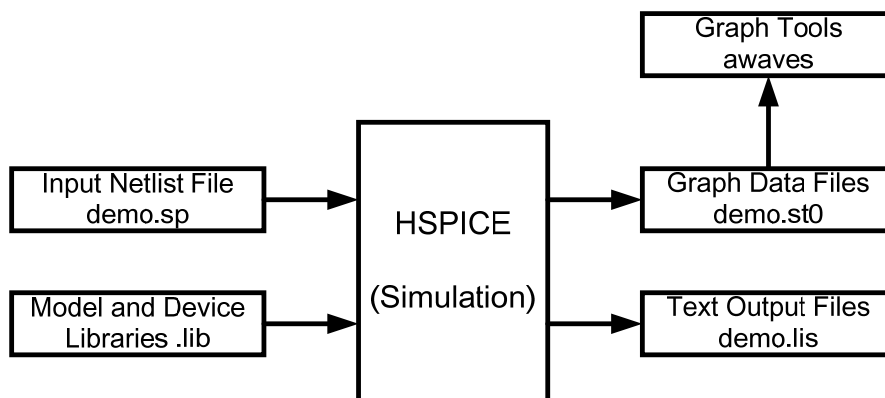 Graph Tools
awaves
Input Netlist File
demo.sp
HSPICE
(Simulation)
Graph Data Files
demo.st0
Model and Device
Libraries .lib
Text Output Files
demo.lis